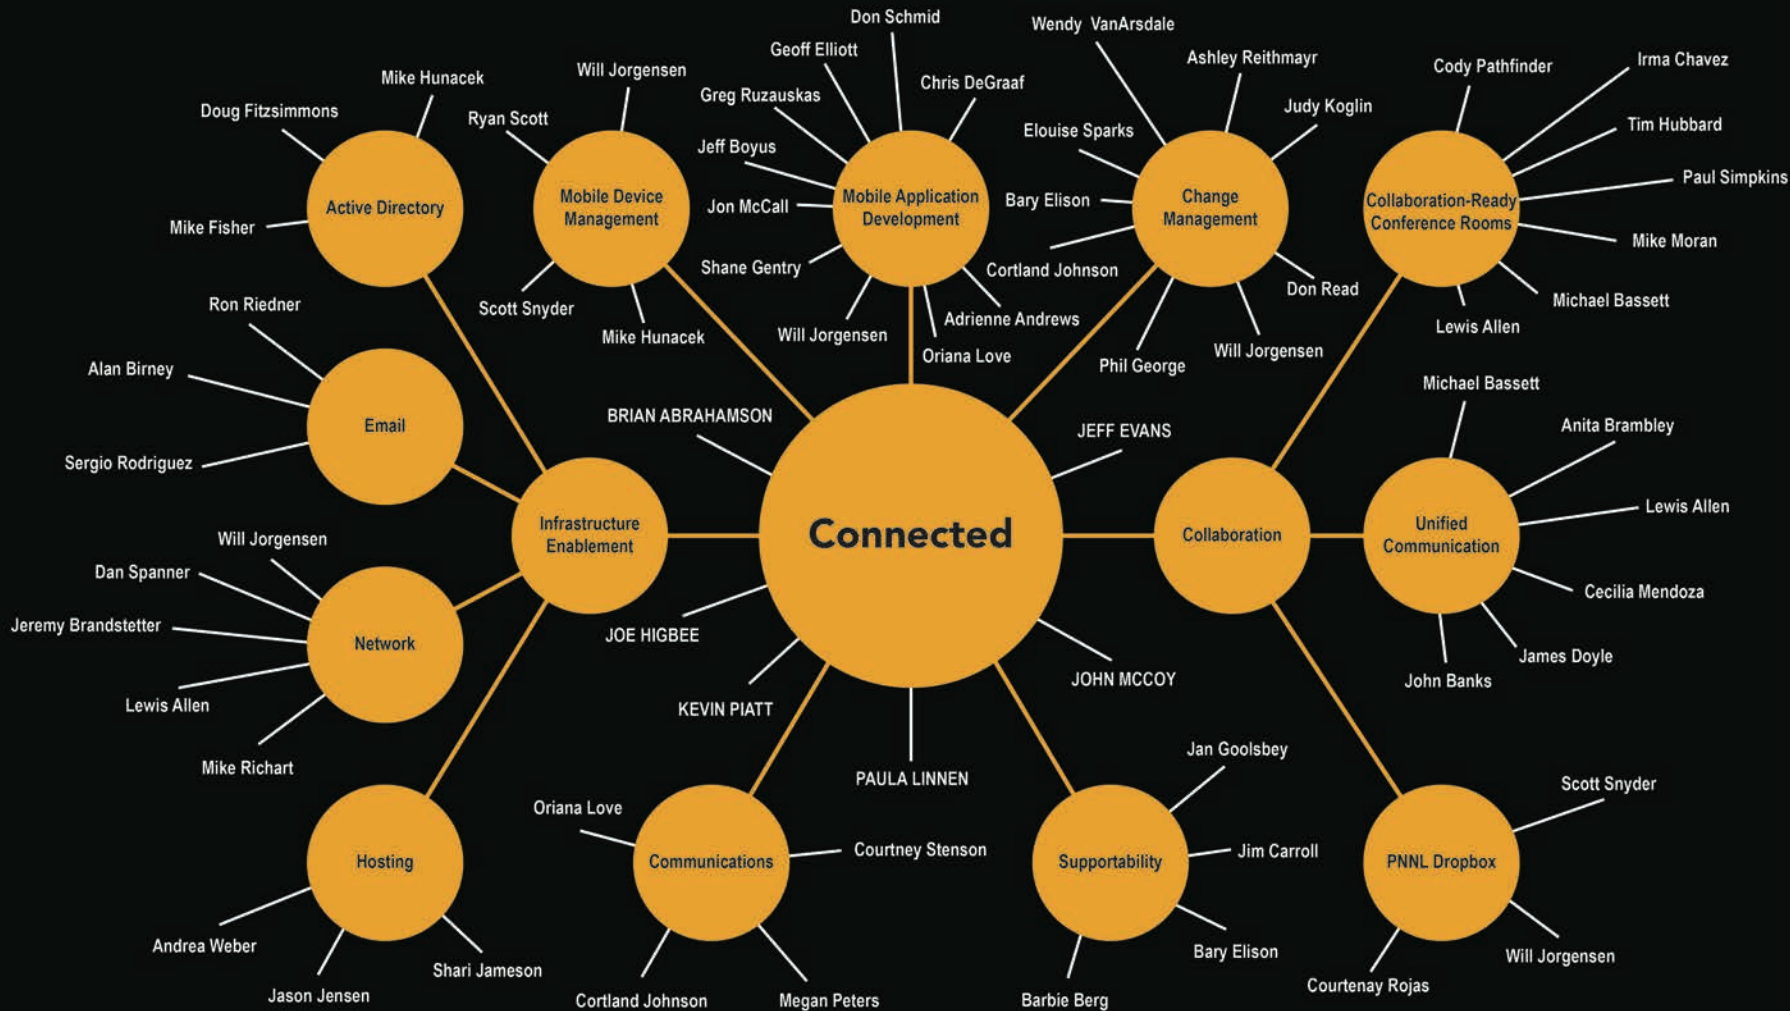 Don Schmid
Wendy VanArsdale
Geoff Elliott
Ashley Reithmayr
Irma Chavez
Cody Pathfinder
Will Jorgensen
Mike Hunacek
Chris DeGraaf
Greg Ruzauskas
Judy Koglin
Doug Fitzsimmons
Ryan Scott
Elouise Sparks
Tim Hubbard
Jeff Boyus
Paul Simpkins
Active Directory
Mobile Device
Management
Mobile Application
Development
Jon McCall
Bary Elison
Change
Management
Collaboration-Ready
Conference Rooms
Mike Fisher
Mike Moran
Shane Gentry
Cortland Johnson
Don Read
Michael Bassett
Ron Riedner
Scott Snyder
Mike Hunacek
Will Jorgensen
Adrienne Andrews
Oriana Love
Phil George
Will Jorgensen
Lewis Allen
Alan Birney
Michael Bassett
Email
BRIAN ABRAHAMSON
JEFF EVANS
Anita Brambley
Sergio Rodriguez
Lewis Allen
Will Jorgensen
Infrastructure
Enablement
Connected
Collaboration
Unified
Communication
Dan Spanner
Cecilia Mendoza
Jeremy Brandstetter
Network
JOE HIGBEE
James Doyle
John Banks
JOHN MCCOY
Lewis Allen
KEVIN PIATT
Mike Richart
PAULA LINNEN
Jan Goolsbey
Scott Snyder
Oriana Love
Hosting
Communications
Courtney Stenson
Supportability
Jim Carroll
PNNL Dropbox
Andrea Weber
Shari Jameson
Jason Jensen
Cortland Johnson
Megan Peters
Barbie Berg
Bary Elison
Will Jorgensen
Courtenay Rojas